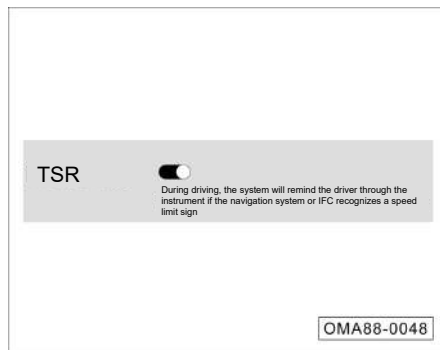 TSR
During driving, the system will remind the driver through the
instrument if the navigation system or IFC recognizes a speed
limit sign
OMA88-0048